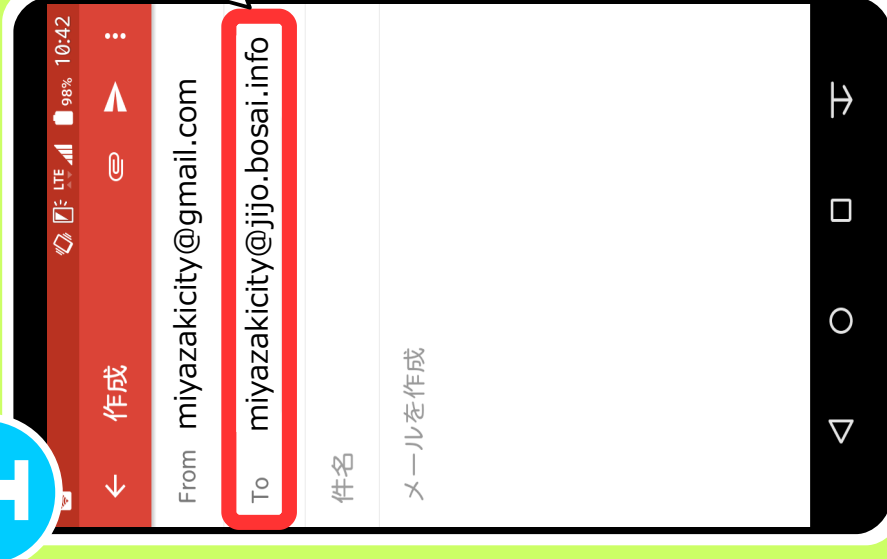 LTE 98% 10:42
作成
From miyazakicity@gmail.com
To miyazakicity@jijo.bosai.info
件名
メールを作成